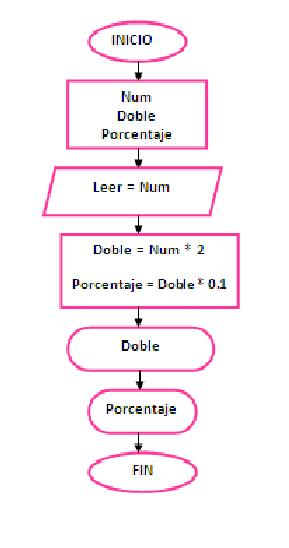 INICIO
Num
Doble
Porcentaje
Leer = Num
Doble = Num * 2
Porcentaje = Doble * 0.1
Doble
Porcentaje
FIN